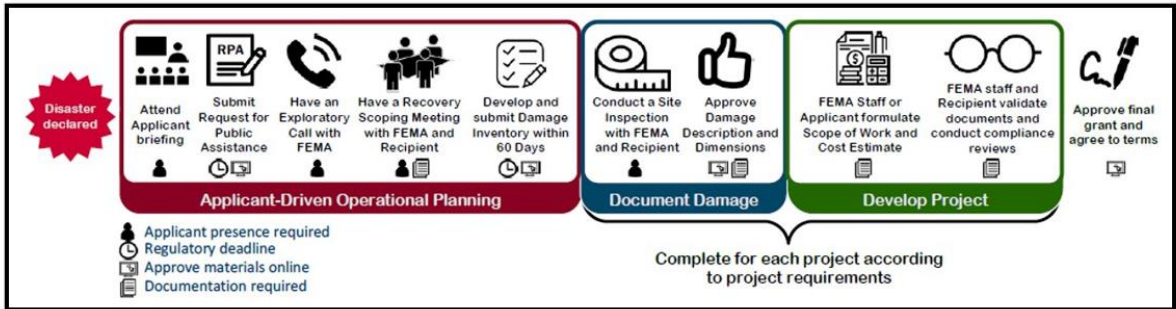 Disaster
declared
Attend
Applicant
briefing
RPA
Submit
Request for
Public
Assistance
Have an
Exploratory
Call with
FEMA
Have a Recovery
Scoping Meeting
with FEMA and
Recipient
Develop and
submit Damage
Inventory within
60 Days
Applicant-Driven Operational Planning
Conduct a Site
Inspection
with FEMA
and Recipient
Approve
Damage
Description and
Dimensions
Document Damage
$
FEMA Staff or
Applicant formulate
Scope of Work and
Cost Estimate
FEMA staff and
Recipient validate
documents and
conduct compliance
reviews
Develop Project
Approve final
grant and
agree to terms
Applicant presence required
Regulatory deadline
Approve materials online
Documentation required
Complete for each project according
to project requirements